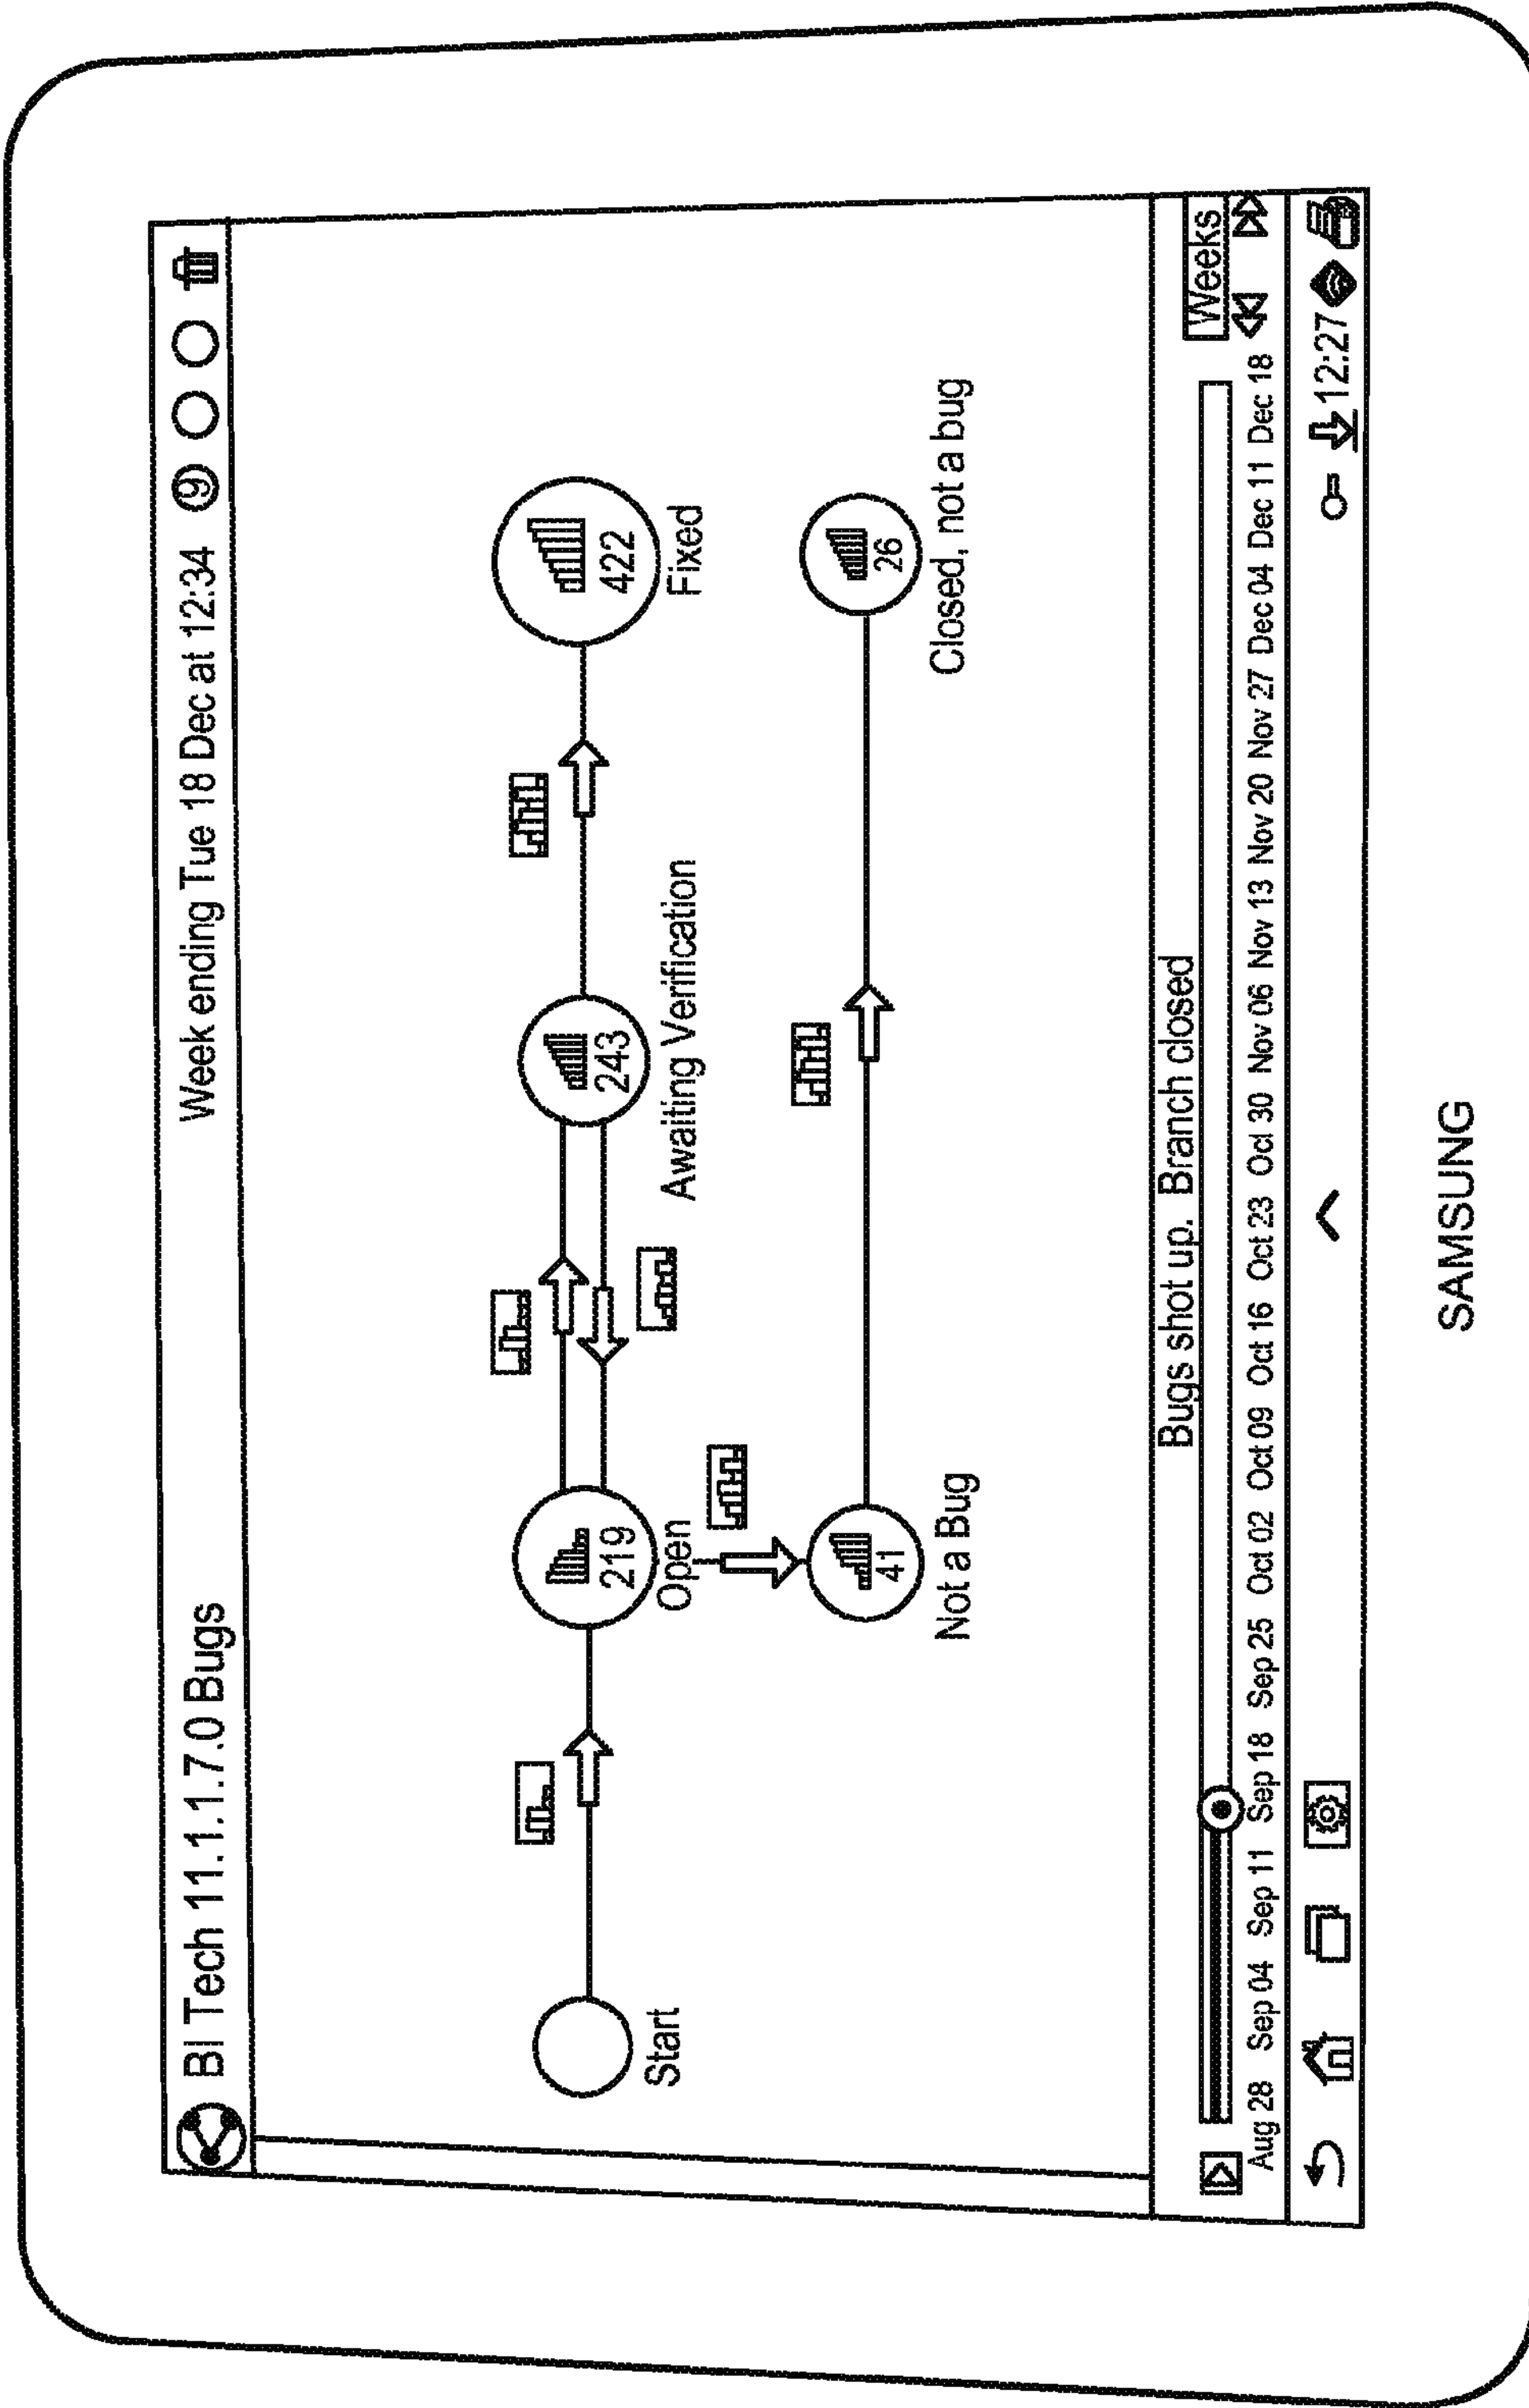 BI Tech 11.1.1.7.0 Bugs
Week ending Tue 18 Dec at 12:34
9
219
243
422
Start
Open
Awaiting Verification
Fixed
41
26
Not a Bug
Closed, not a bug
Bugs shot up. Branch closed
Weeks
Aug 28 Sep 04 Sep 11 Sep 18 Sep 25 Oct 02 Oct 09 Oct 16 Oct 23 Ocl 30 Nov 06 Nov 13 Nov 20 Nov 27 Dec 04 Dec 11 Dec 18
12:27
SAMSUNG